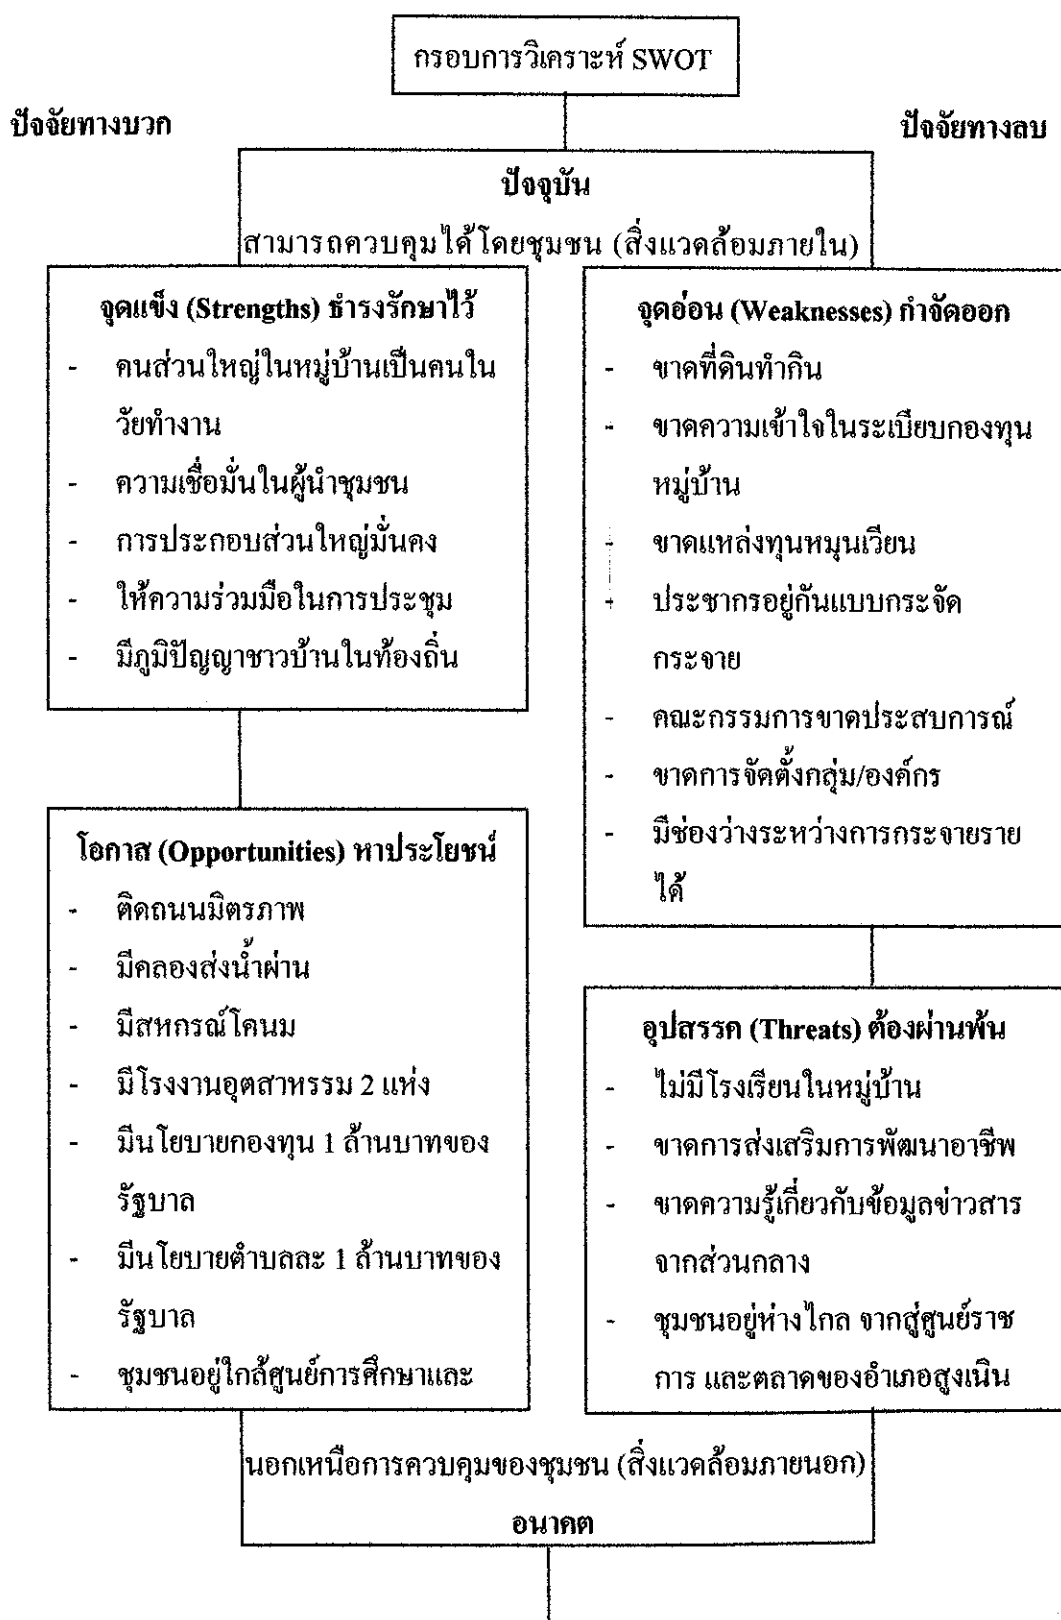 กรอบการวิเคราะห์ SWOT
ปัจจัยทางบวก
ปัจจัยทางลบ
ปัจจุบัน
สามารถควบคุมได้โดยชุมชน (สิ่งแวดล้อมภายใน)
จุดแข็ง (Strengths) ธำรงรักษาไว้
- คนส่วนใหญ่ในหมู่บ้านเป็นคนใน
วัยทำงาน
- ความเชื่อมั่นในผู้นำชุมชน
- การประกอบส่วนใหญ่มั่นคง
- ให้ความร่วมมือในการประชุม
- มีภูมิปัญญาชาวบ้านในท้องถิ่น
จุดอ่อน (Weaknesses) กำจัดออก
- ขาดที่ดินทำกิน
- ขาดความเข้าใจในระเบียบกองทุน
หมู่บ้าน
- ขาดแหล่งทุนหมุนเวียน
- ประชากรอยู่กันแบบกระจัด
กระจาย
- คณะกรรมการขาดประสบการณ์
- ขาดการจัดตั้งกลุ่ม/องค์กร
- มีช่องว่างระหว่างการกระจายราย
ได้
โอกาส (Opportunities) หาประโยชน์
- ติดถนนมิตรภาพ
- มีคลองส่งน้ำผ่าน
- มีสหกรณ์โคนม
- มีโรงงานอุตสาหรรม 2 แห่ง
- มีนโยบายกองทุน 1 ล้านบาทของ
รัฐบาล
- มีนโยบายตำบลละ 1 ล้านบาทของ
รัฐบาล
- ชุมชนอยู่ใกล้ศูนย์การศึกษาและ
อุปสรรค (Threats) ต้องผ่านพ้น
- ไม่มีโรงเรียนในหมู่บ้าน
- ขาดการส่งเสริมการพัฒนาอาชีพ
- ขาดความรู้เกี่ยวกับข้อมูลข่าวสาร
จากส่วนกลาง
- ชุมชนอยู่ห่างไกล จากสู่ศูนย์ราช
การ และตลาดของอำเภอสูงเนิน
นอกเหนือการควบคุมของชุมชน (สิ่งแวดล้อมภายนอก)
อนาคต